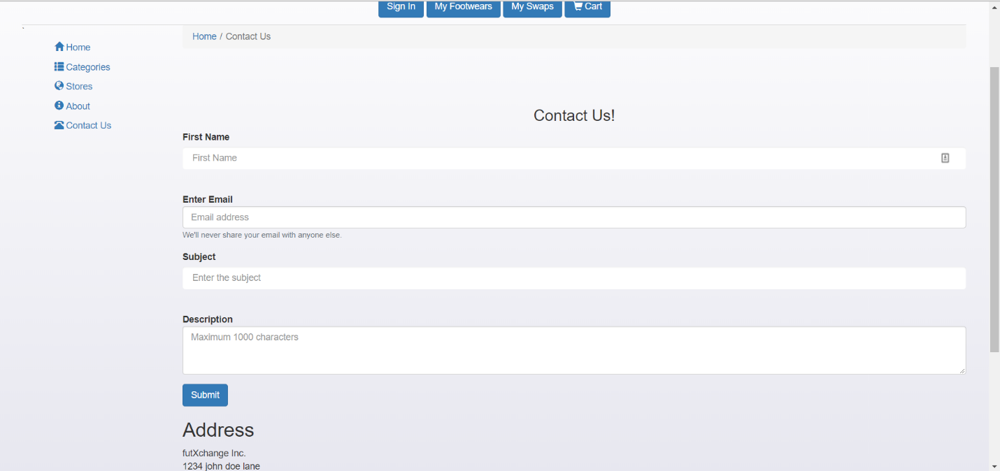 Sign In My Footwears My Swaps Cart
`
Home / Contact Us
Home
Categories
Stores
About
Contact Us
Contact Us!
First Name
First Name
Enter Email
Email address
We'll never share your email with anyone else.
Subject
Enter the subject
Description
Maximum 1000 characters
Submit
Address
futXchange Inc.
1234 john doe lane